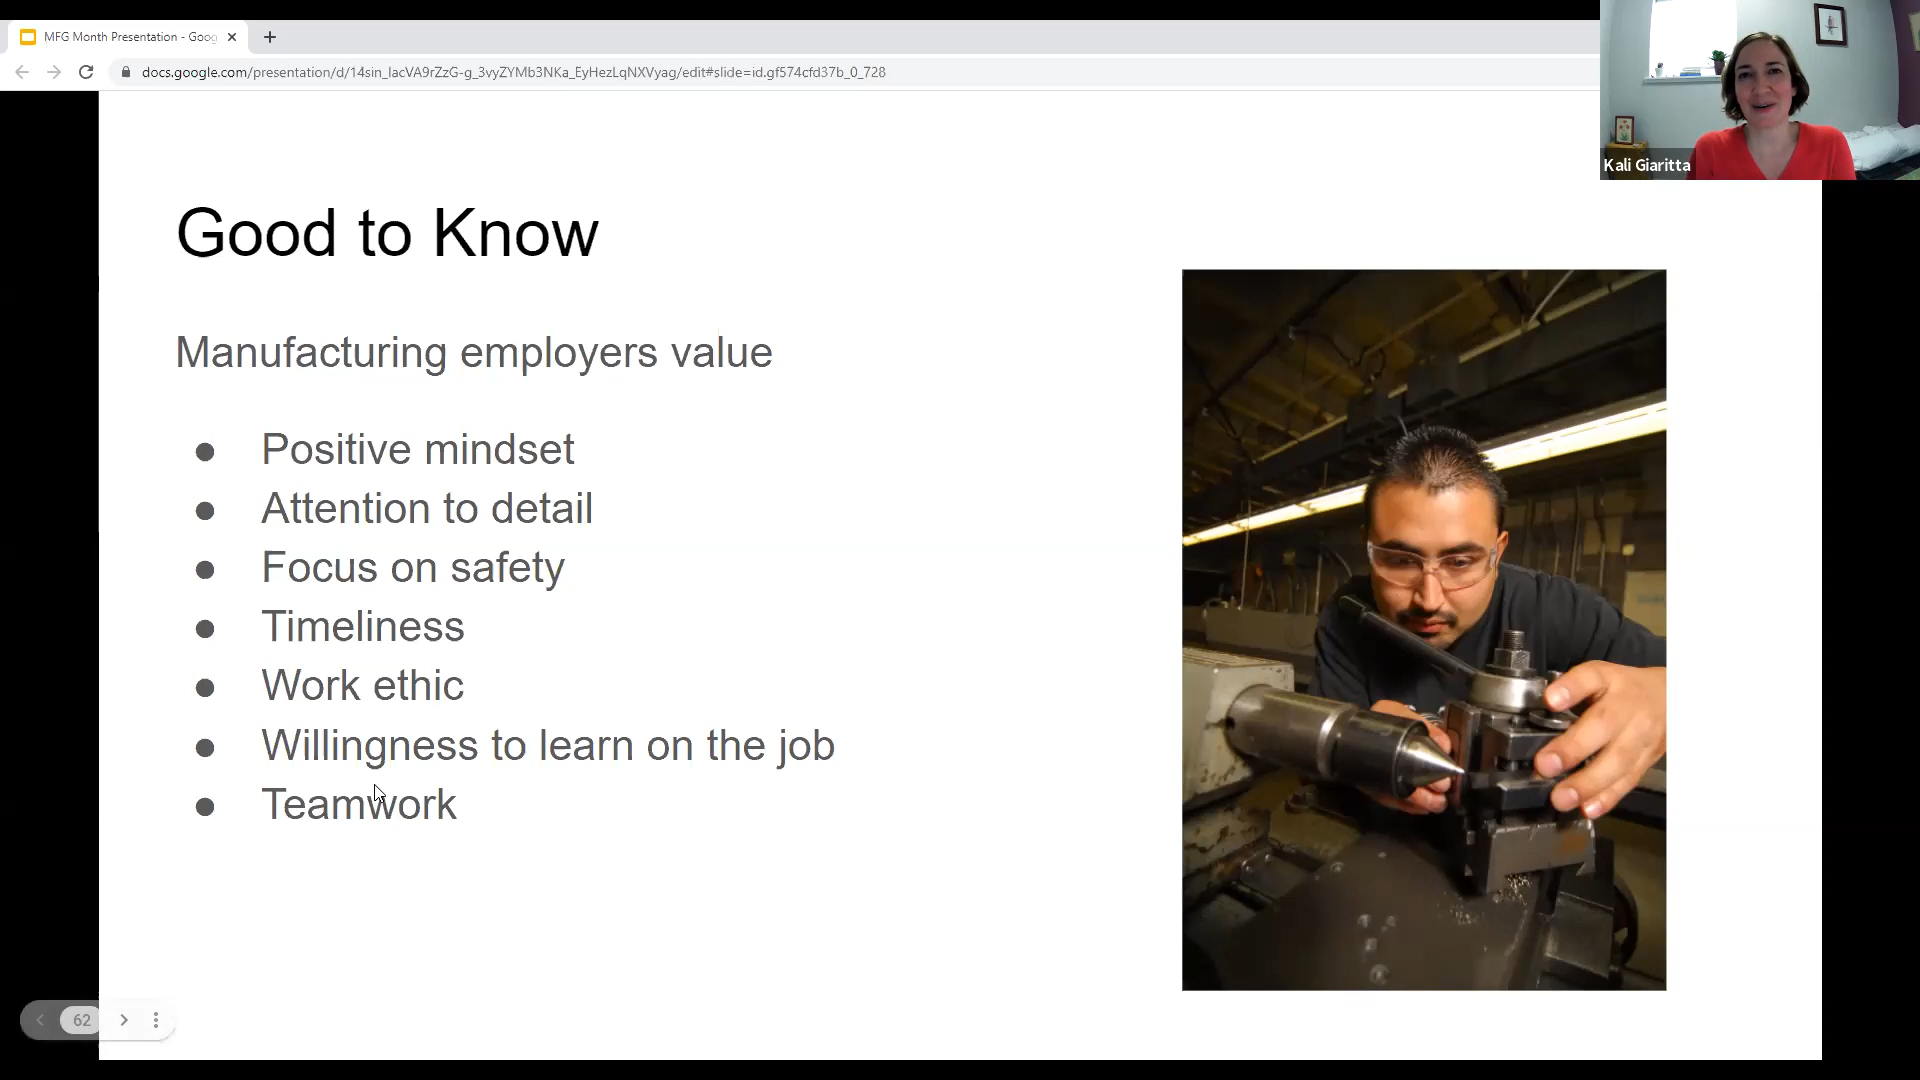 MFG Month Presentation - Goog
docs.google.com/presentation/d/14sin_lacVA9rZzG-g_3vyZYMb3NKa_EyHezLqNXVyag/edit#slide=id.gf574cfd37b_0_728
Kali Giaritta
Good to Know
Manufacturing employers value
● Positive mindset
● Attention to detail
● Focus on safety
● Timeliness
● Work ethic
● Willingness to learn on the job
● Teamwork
62